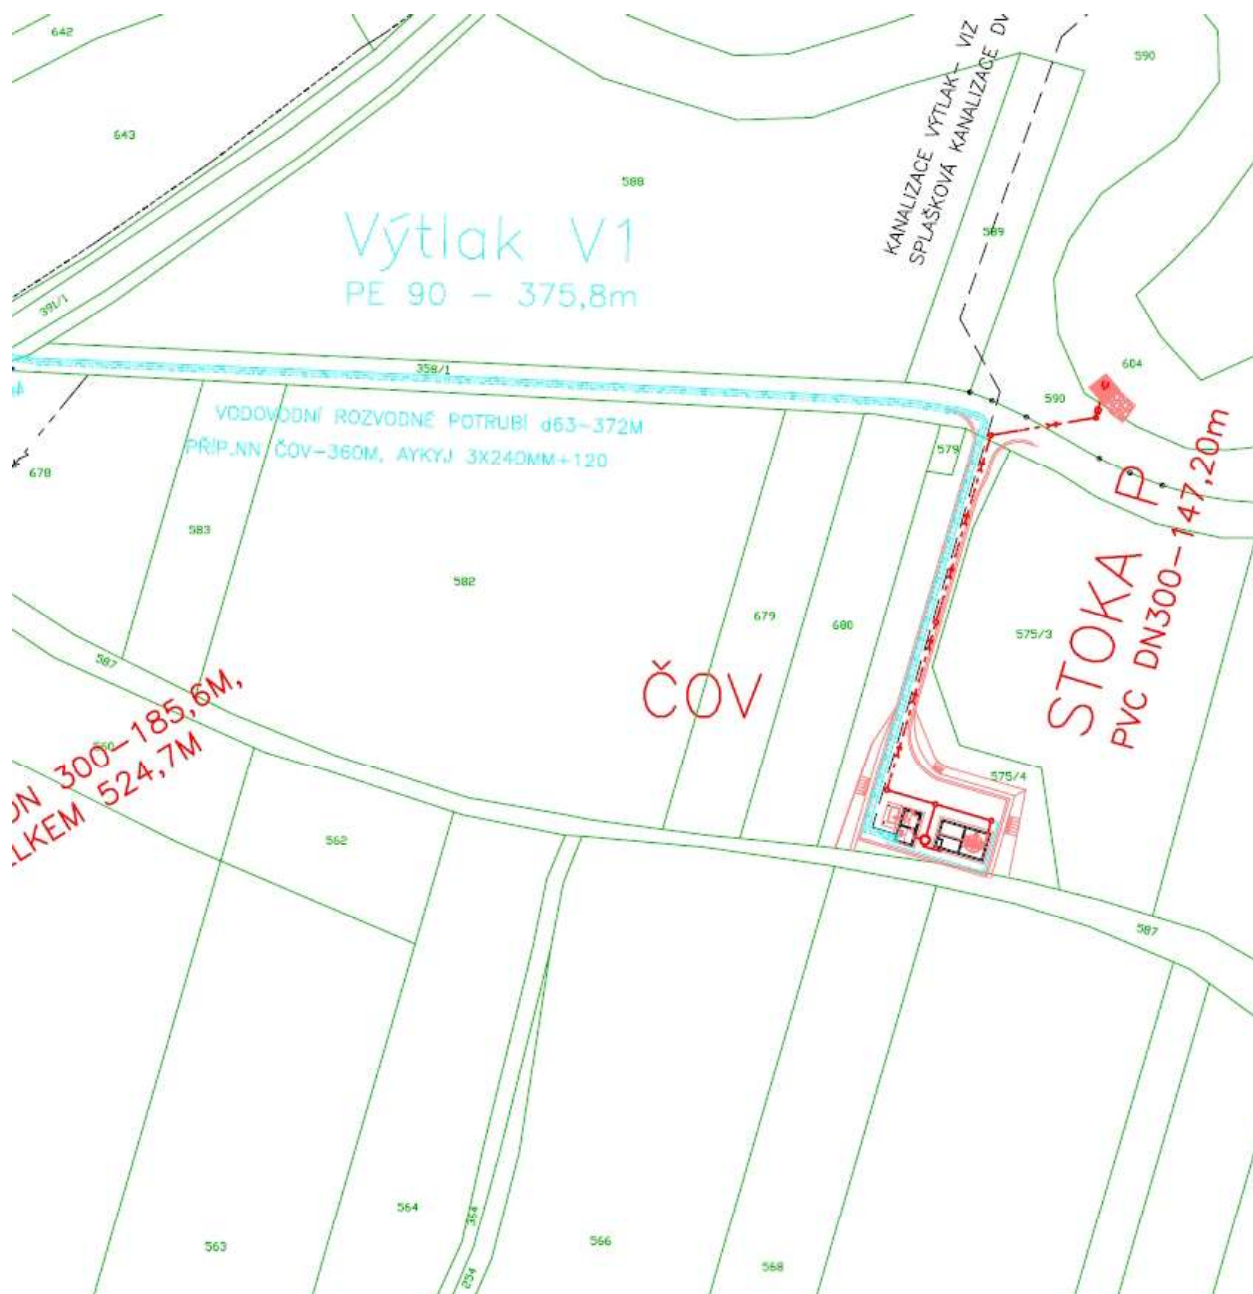 642
643
588
590
KANALIZACE VÝTLAK- VIZ
SPLAŠKOVÁ KANALIZACE DV
589
Výtlak V1
PE 90 - 375,8m
391/1
358/1
604
590
VODOVODNÍ ROZVODNÉ POTRUBÍ d63-372M
PŘÍP.NN ČOV-360M, AYKYJ 3X240MM+120
579
678
583
582
679
680
575/3
STOKA P
PVC DN300-147,20m
ČOV
587
560
DN 300-185,6M,
LKEM 524,7M
575/4
562
587
563
564
364
254
566
568